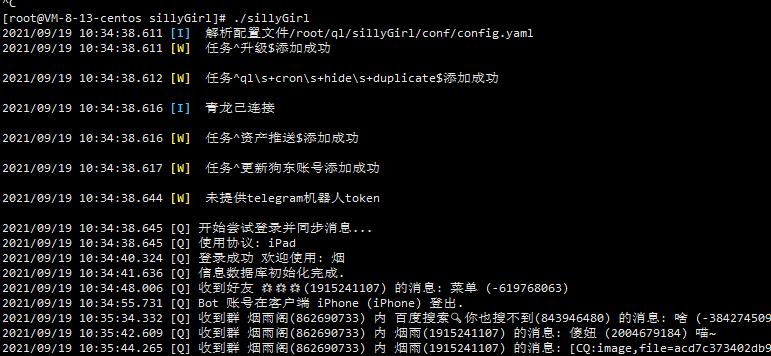 ^C
[root@VM-8-13-centos sillyGirl]# ./sillyGirl
2021/09/19 10:34:38.611 [I]  解析配置文件/root/ql/sillyGirl/conf/config.yaml
2021/09/19 10:34:38.611 [W]  任务^升级$添加成功
2021/09/19 10:34:38.612 [W]  任务^ql\s+cron\s+hide\s+duplicate$添加成功
2021/09/19 10:34:38.616 [I]  青龙已连接
2021/09/19 10:34:38.616 [W]  任务^资产推送$添加成功
2021/09/19 10:34:38.617 [W]  任务^更新狗东账号添加成功
2021/09/19 10:34:38.644 [W]  未提供telegram机器人token
2021/09/19 10:34:38.645 [Q] 开始尝试登录并同步消息...
2021/09/19 10:34:38.645 [Q] 使用协议: iPad
2021/09/19 10:34:40.324 [Q] 登录成功 欢迎使用: 烟
2021/09/19 10:34:41.636 [Q] 信息数据库初始化完成.
2021/09/19 10:34:48.006 [Q] 收到好友 (1915241107) 的消息: 菜单 (-619768063)
2021/09/19 10:34:55.731 [Q] Bot 账号在客户端 iPhone (iPhone) 登出.
2021/09/19 10:35:34.332 [Q] 收到群 烟雨阁(862690733) 内 百度搜索🔍你也搜不到(843946480) 的消息: 啥 (-384274509
2021/09/19 10:35:42.609 [Q] 收到群 烟雨阁(862690733) 内 烟雨(1915241107) 的消息: 傻妞 (2004679184) 喵~
2021/09/19 10:35:44.265 [Q] 收到群 烟雨阁(862690733) 内 烟雨(1915241107) 的消息: [CQ:image,file=acd7c373402db9